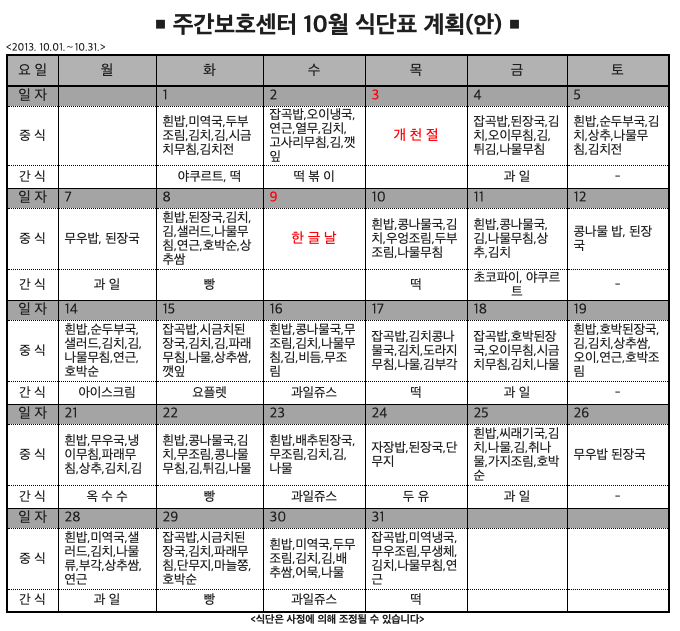 ▪ 주간보호센터 10월 식단표 계획(안) ▪
<2013. 10.01.~10.31.>
요 일 월 화 수 목 금 토
일 자 1 2 3 4 5
중 식
흰밥,미역국,두부
조림,김치,김,시금
치무침,김치전
잡곡밥,오이냉국,
연근,열무,김치,
고사리무침,김,깻
잎
개 천 절
잡곡밥,된장국,김
치,오이무침,김,
튀김,나물무침
흰밥,순두부국,김
치,상추,나물무
침,김치전
간 식 야쿠르트, 떡 떡 볶 이 과 일 -
일 자 7 8 9 10 11 12
중 식
무우밥, 된장국
흰밥,된장국,김치,
김,샐러드,나물무
침,연근,호박순,상
추쌈
한 글 날
흰밥,콩나물국,김
치,우엉조림,두부
조림,나물무침
흰밥,콩나물국,
김,나물무침,상
추,김치
콩나물 밥, 된장
국
간 식 과 일 빵 떡
초코파이, 야쿠르
트
-
일 자 14 15 16 17 18 19
중 식
흰밥,순두부국,
샐러드,김치,김,
나물무침,연근,
호박순
잡곡밥,시금치된
장국,김치,김,파래
무침,나물,상추쌈,
깻잎
흰밥,콩나물국,무
조림,김치,나물무
침,김,비듬,무조
림
잡곡밥,김치콩나
물국,김치,도라지
무침,나물,김부각
잡곡밥,호박된장
국,오이무침,시금
치무침,김치,나물
흰밥,호박된장국,
김,김치,상추쌈,
오이,연근,호박조
림
간 식 아이스크림 요플렛 과일쥬스 떡 과 일 -
일 자 21 22 23 24 25 26
중 식
흰밥,무우국,냉
이무침,파래무
침,상추,김치,김
흰밥,콩나물국,김
치,무조림,콩나물
무침,김,튀김,나물
흰밥,배추된장국,
무조림,김치,김,
나물
자장밥,된장국,단
무지
흰밥,씨래기국,김
치,나물,김,취나
물,가지조림,호박
순
무우밥 된장국
간 식 옥 수 수 빵 과일쥬스 두 유 과 일 -
일 자 28 29 30 31
중 식
흰밥,미역국,샐
러드,김치,나물
류,부각,상추쌈,
연근
잡곡밥,시금치된
장국,김치,파래무
침,단무지,마늘쫑,
호박순
흰밥,미역국,두무
조림,김치,김,배
추쌈,어묵,나물
잡곡밥,미역냉국,
무우조림,무생체,
김치,나물무침,연
근
간 식 과 일 빵 과일쥬스 떡
<식단은 사정에 의해 조정될 수 있습니다>